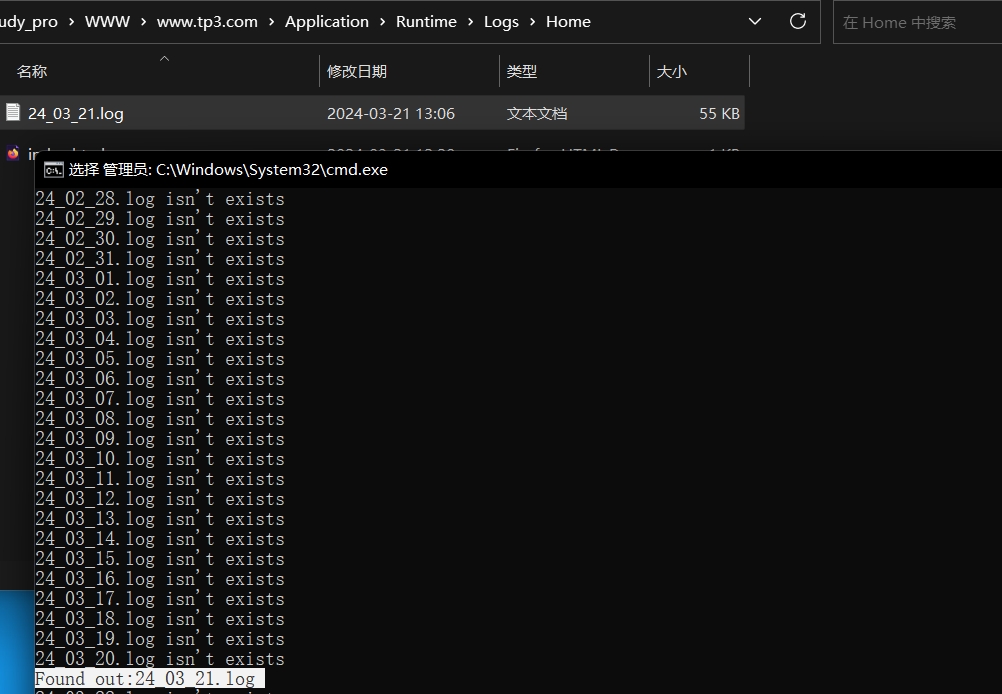 udy_pro › WWW › www.tp3.com › Application › Runtime › Logs › Home
在 Home 中搜索
名称 修改日期 类型 大小
24_03_21.log 2024-03-21 13:06 文本文档 55 KB
选择 管理员: C:\Windows\System32\cmd.exe
24_02_28.log isn't exists
24_02_29.log isn't exists
24_02_30.log isn't exists
24_02_31.log isn't exists
24_03_01.log isn't exists
24_03_02.log isn't exists
24_03_03.log isn't exists
24_03_04.log isn't exists
24_03_05.log isn't exists
24_03_06.log isn't exists
24_03_07.log isn't exists
24_03_08.log isn't exists
24_03_09.log isn't exists
24_03_10.log isn't exists
24_03_11.log isn't exists
24_03_12.log isn't exists
24_03_13.log isn't exists
24_03_14.log isn't exists
24_03_15.log isn't exists
24_03_16.log isn't exists
24_03_17.log isn't exists
24_03_18.log isn't exists
24_03_19.log isn't exists
24_03_20.log isn't exists
Found out:24_03_21.log